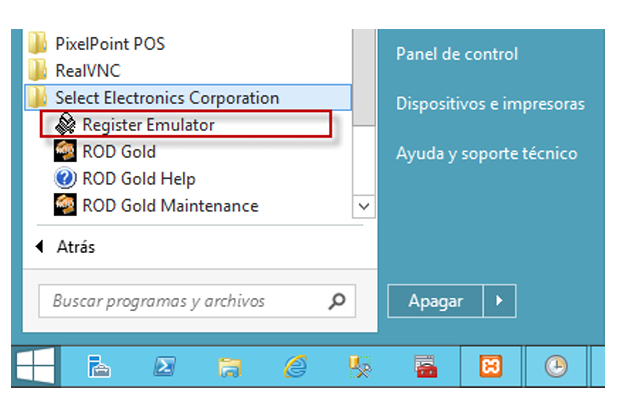 PixelPoint POS
RealVNC
Select Electronics Corporation
Register Emulator
ROD Gold
ROD Gold Help
ROD Gold Maintenance
Atrás
Buscar programas y archivos
Panel de control
Dispositivos e impresoras
Ayuda y soporte técnico
Apagar